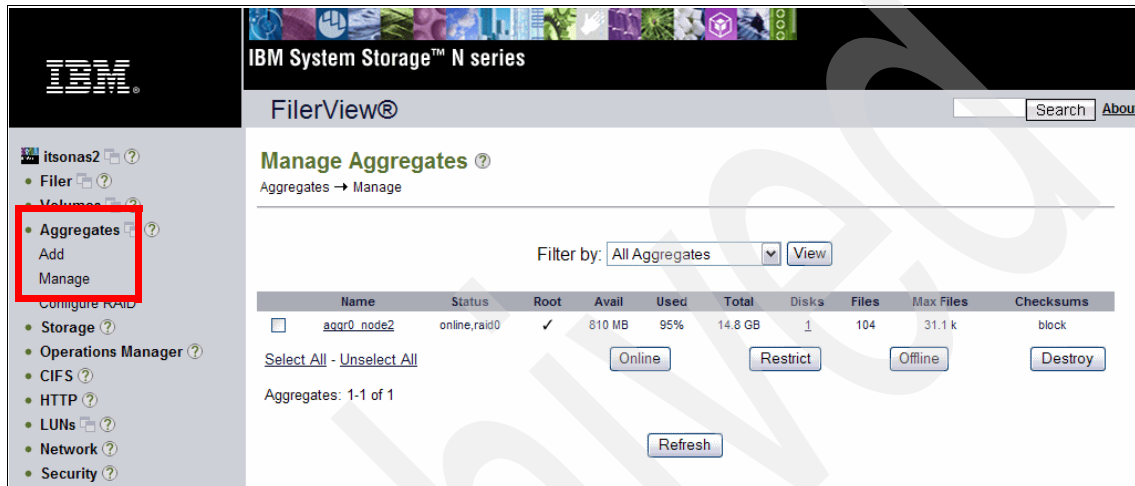 IBM
IBM System Storage™ N series
FilerView®
Search
Abou
itsonas2
Filer
Volumes
Aggregates
Add
Manage
Configure RAID
Storage
Operations Manager
CIFS
HTTP
LUNs
Network
Security
Manage Aggregates
Aggregates → Manage
Filter by: All Aggregates View
Name Status Root Avail Used Total Disks Files Max Files Checksums
aggr0_node2 online,raid0 ✓ 810 MB 95% 14.8 GB 1 104 31.1 k block
Select All - Unselect All Online Restrict Offline Destroy
Aggregates: 1-1 of 1
Refresh